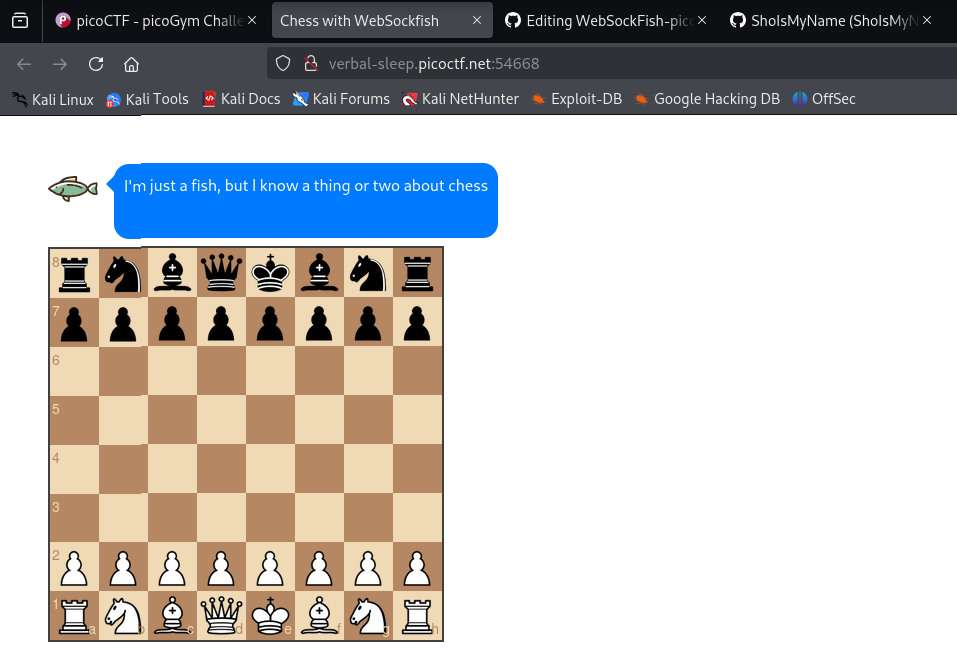 picoCTF - picoGym Challe
Chess with WebSockfish
Editing WebSockFish-pico
ShoIsMyName (ShoIsMyN
verbal-sleep.picoctf.net:54668
Kali Linux Kali Tools Kali Docs Kali Forums Kali NetHunter Exploit-DB Google Hacking DB OffSec
I'm just a fish, but I know a thing or two about chess
8
7
6
5
4
3
2
1
a b c d e f g h